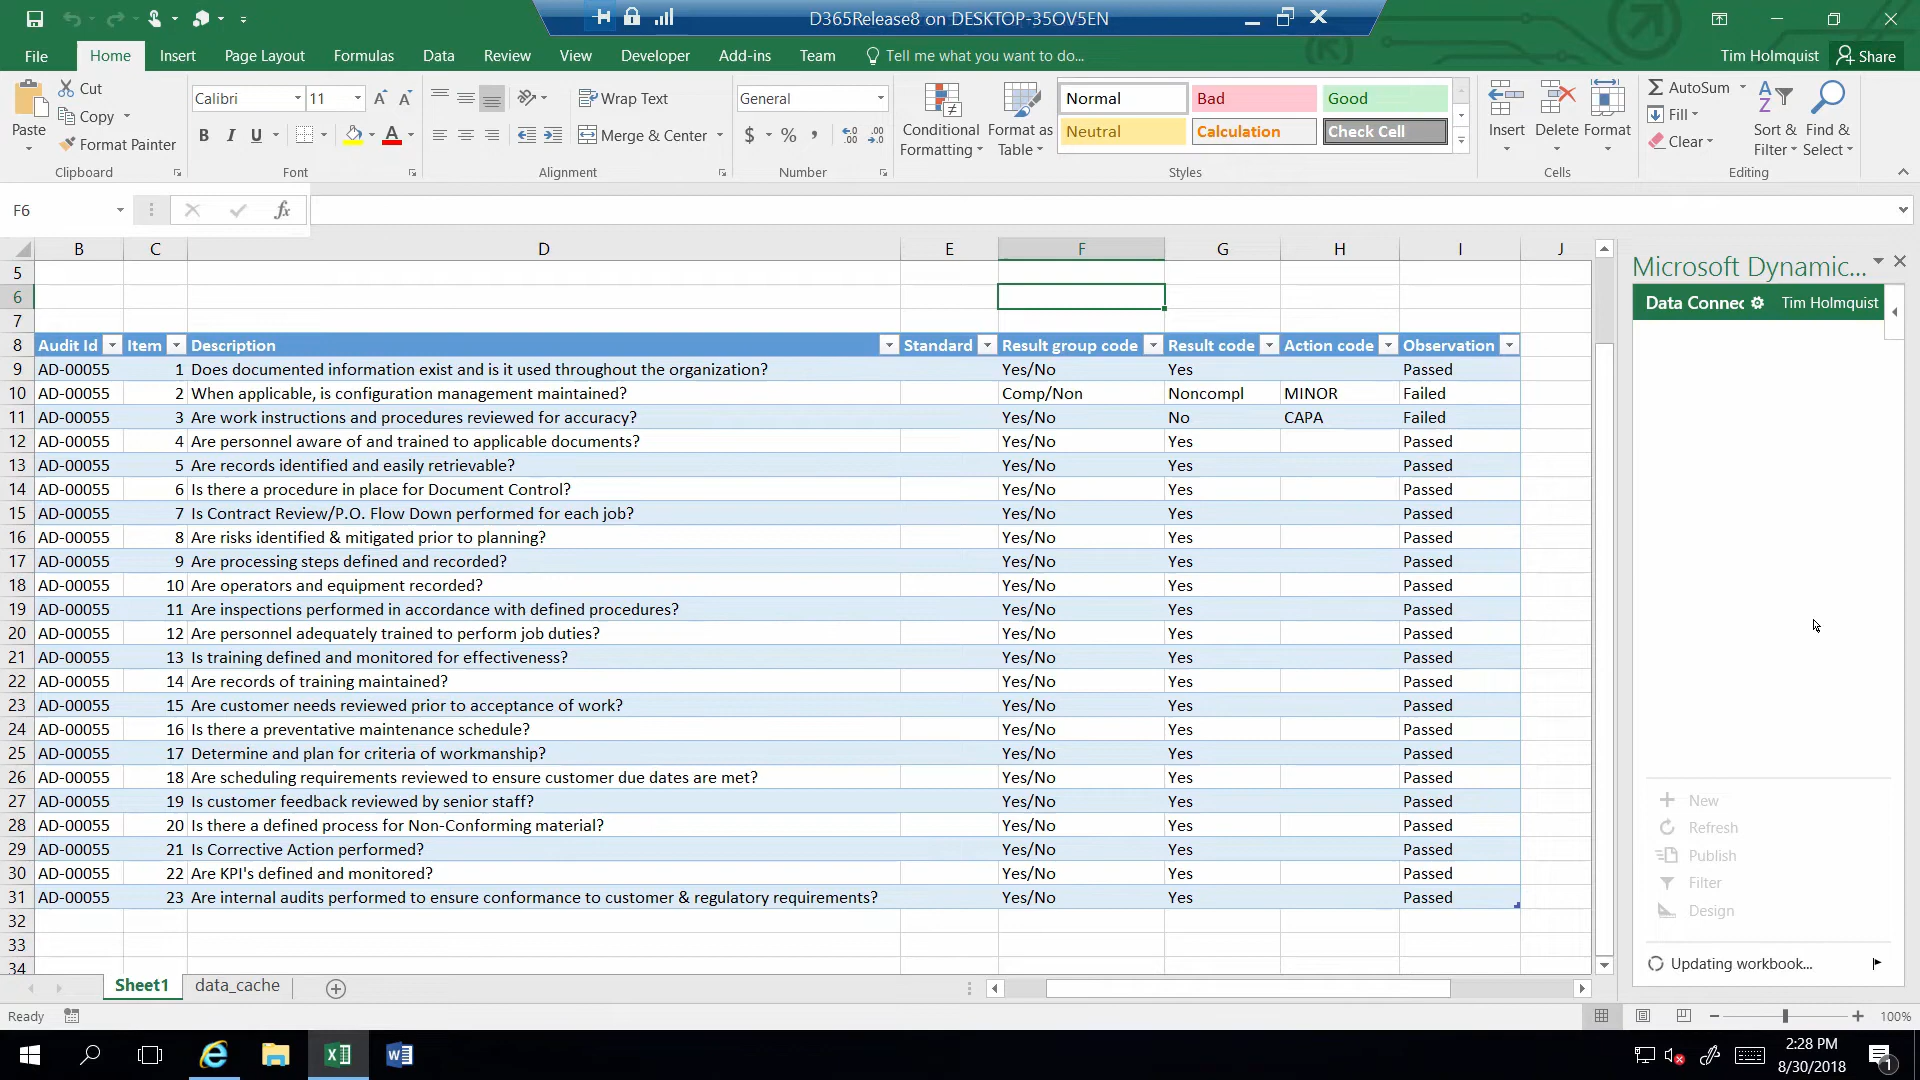 D365Release8 on DESKTOP-35OV5EN
File Home Insert Page Layout Formulas Data Review View Developer Add-ins Team Tell me what you want to do... Tim Holmquist Share
Paste Cut Copy Format Painter Clipboard
Calibri 11 B I U A A A Font
Wrap Text Merge & Center Alignment
General $ % , Number
Conditional Formatting Format as Table
Normal Bad Good
Neutral Calculation Check Cell
Styles
Insert Delete Format Cells
AutoSum Fill Clear Sort & Filter Find & Select Editing
F6 fx
B C D E F G H I J
5
6
7
8 Audit Id Item Description Standard Result group code Result code Action code Observation
9 AD-00055 1 Does documented information exist and is it used throughout the organization? Yes/No Yes Passed
10 AD-00055 2 When applicable, is configuration management maintained? Comp/Non Noncompl MINOR Failed
11 AD-00055 3 Are work instructions and procedures reviewed for accuracy? Yes/No No CAPA Failed
12 AD-00055 4 Are personnel aware of and trained to applicable documents? Yes/No Yes Passed
13 AD-00055 5 Are records identified and easily retrievable? Yes/No Yes Passed
14 AD-00055 6 Is there a procedure in place for Document Control? Yes/No Yes Passed
15 AD-00055 7 Is Contract Review/P.O. Flow Down performed for each job? Yes/No Yes Passed
16 AD-00055 8 Are risks identified & mitigated prior to planning? Yes/No Yes Passed
17 AD-00055 9 Are processing steps defined and recorded? Yes/No Yes Passed
18 AD-00055 10 Are operators and equipment recorded? Yes/No Yes Passed
19 AD-00055 11 Are inspections performed in accordance with defined procedures? Yes/No Yes Passed
20 AD-00055 12 Are personnel adequately trained to perform job duties? Yes/No Yes Passed
21 AD-00055 13 Is training defined and monitored for effectiveness? Yes/No Yes Passed
22 AD-00055 14 Are records of training maintained? Yes/No Yes Passed
23 AD-00055 15 Are customer needs reviewed prior to acceptance of work? Yes/No Yes Passed
24 AD-00055 16 Is there a preventative maintenance schedule? Yes/No Yes Passed
25 AD-00055 17 Determine and plan for criteria of workmanship? Yes/No Yes Passed
26 AD-00055 18 Are scheduling requirements reviewed to ensure customer due dates are met? Yes/No Yes Passed
27 AD-00055 19 Is customer feedback reviewed by senior staff? Yes/No Yes Passed
28 AD-00055 20 Is there a defined process for Non-Conforming material? Yes/No Yes Passed
29 AD-00055 21 Is Corrective Action performed? Yes/No Yes Passed
30 AD-00055 22 Are KPI's defined and monitored? Yes/No Yes Passed
31 AD-00055 23 Are internal audits performed to ensure conformance to customer & regulatory requirements? Yes/No Yes Passed
32
33
34
Microsoft Dynamic...
Data Connec Tim Holmquist
New
Refresh
Publish
Filter
Design
Updating workbook...
Sheet1 data_cache
Ready 100%
2:28 PM
8/30/2018
1